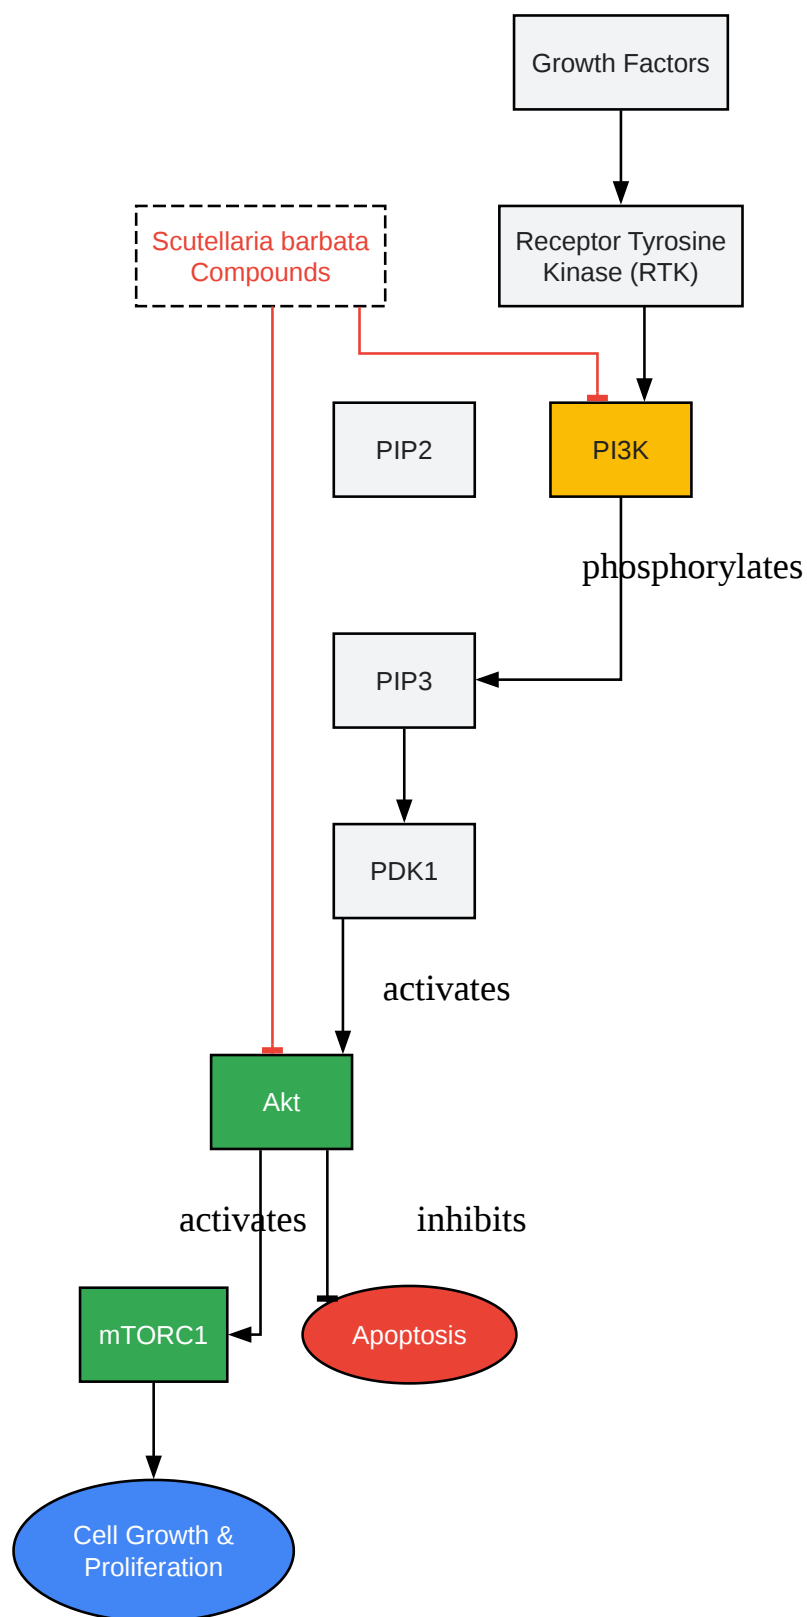 Growth Factors
Scutellaria barbata
Compounds
Receptor Tyrosine
Kinase (RTK)
PIP2
PI3K
phosphorylates
PIP3
PDK1
activates
Akt
activates
inhibits
mTORC1
Apoptosis
Cell Growth &
Proliferation